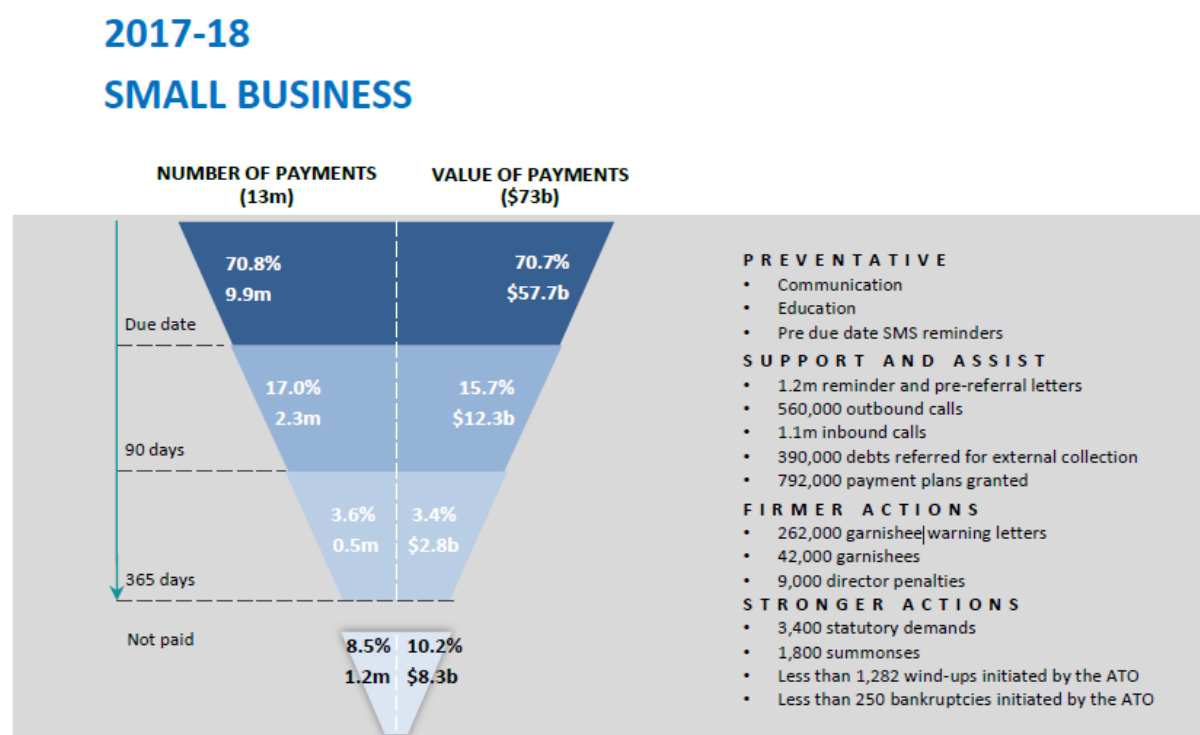 2017-18
SMALL BUSINESS
NUMBER OF PAYMENTS
(13m)
VALUE OF PAYMENTS
($73b)
70.8%
9.9m
70.7%
$57.7b
Due date
17.0%
2.3m
15.7%
$12.3b
90 days
3.6%
0.5m
3.4%
$2.8b
365 days
Not paid
8.5%
1.2m
10.2%
$8.3b
PREVENTATIVE
• Communication
• Education
• Pre due date SMS reminders
SUPPORT AND ASSIST
• 1.2m reminder and pre-referral letters
• 560,000 outbound calls
• 1.1m inbound calls
• 390,000 debts referred for external collection
• 792,000 payment plans granted
FIRMER ACTIONS
• 262,000 garnishee warning letters
• 42,000 garnishees
• 9,000 director penalties
STRONGER ACTIONS
• 3,400 statutory demands
• 1,800 summonses
• Less than 1,282 wind-ups initiated by the ATO
• Less than 250 bankruptcies initiated by the ATO